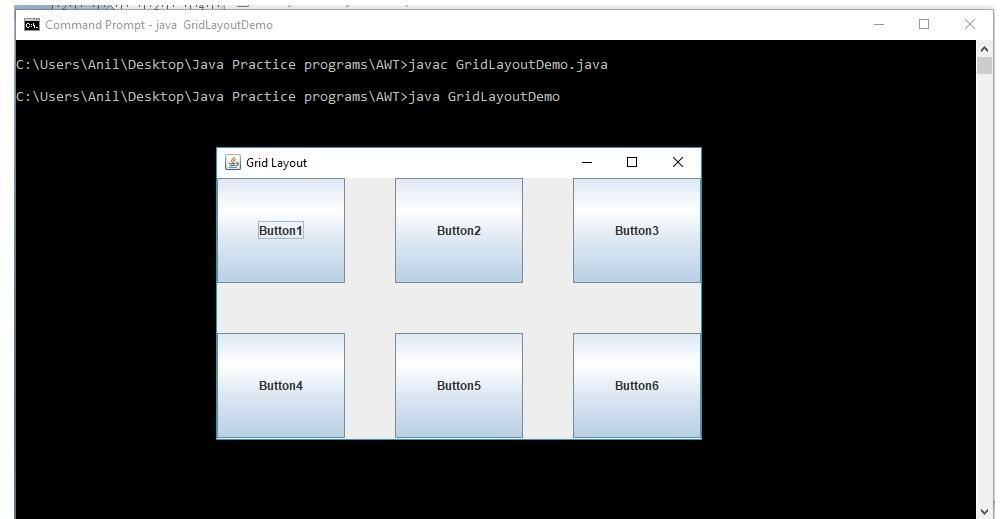 Command Prompt - java  GridLayoutDemo
C:\Users\Anil\Desktop\Java Practice programs\AWT>javac GridLayoutDemo.java
C:\Users\Anil\Desktop\Java Practice programs\AWT>java GridLayoutDemo
Grid Layout
Button1 Button2 Button3
Button4 Button5 Button6